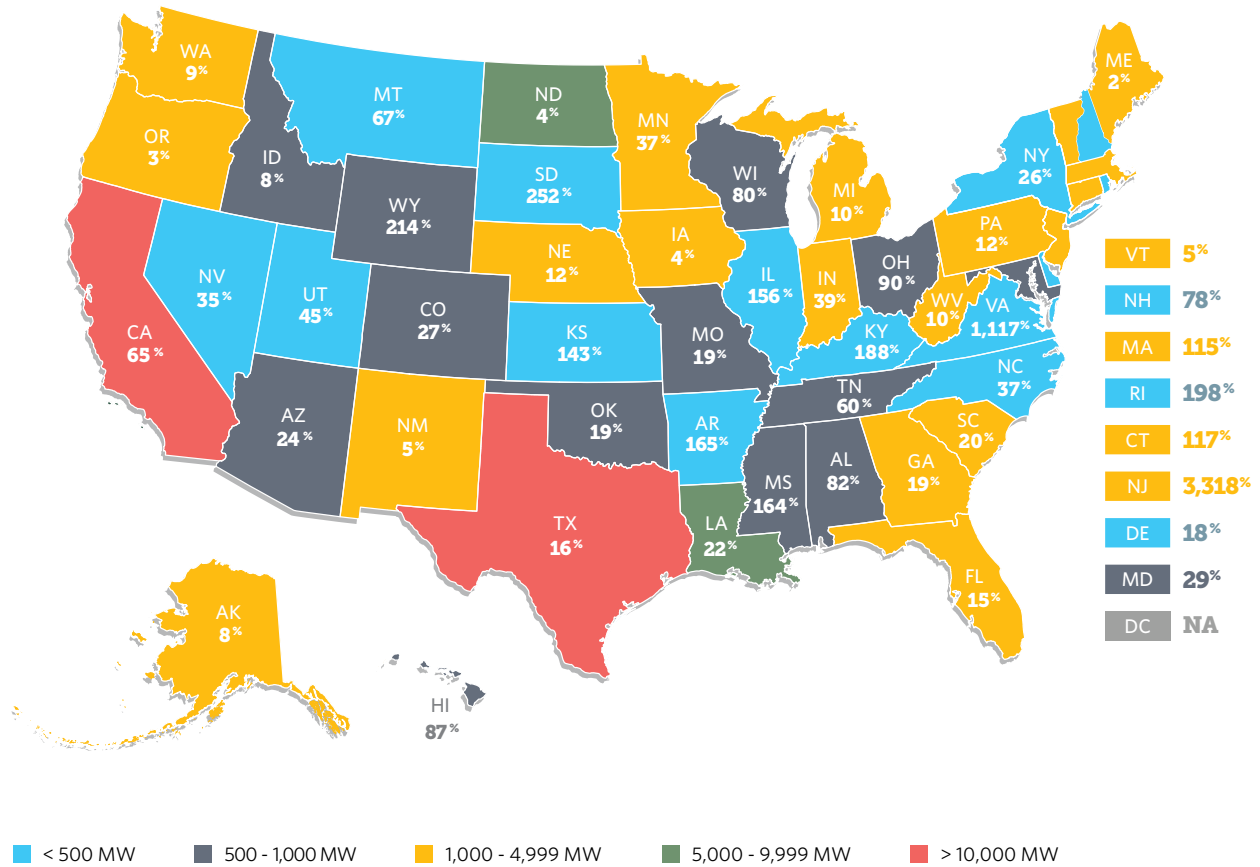 WA
9%
OR
3%
CA
65%
ID
8%
NV
35%
MT
67%
WY
214%
UT
45%
AZ
24%
CO
27%
NM
5%
ND
4%
SD
252%
NE
12%
KS
143%
OK
19%
TX
16%
MN
37%
IA
4%
MO
19%
AR
165%
LA
22%
WI
80%
IL
156%
MI
10%
IN
39%
OH
90%
KY
188%
TN
60%
MS
164%
AL
82%
GA
19%
FL
15%
SC
20%
NC
37%
VA
1,117%
WV
10%
PA
12%
NY
26%
ME
2%
AK
8%
HI
87%
VT 5%
NH 78%
MA 115%
RI 198%
CT 117%
NJ 3,318%
DE 18%
MD 29%
DC NA
< 500 MW
500 - 1,000 MW
1,000 - 4,999 MW
5,000 - 9,999 MW
> 10,000 MW